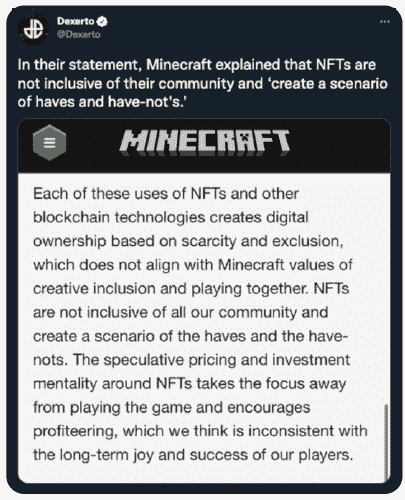 Dexerto
@Dexerto
In their statement, Minecraft explained that NFTs are
not inclusive of their community and ‘create a scenario
of haves and have-not's.’
MINECRAFT
Each of these uses of NFTs and other
blockchain technologies creates digital
ownership based on scarcity and exclusion,
which does not align with Minecraft values of
creative inclusion and playing together. NFTs
are not inclusive of all our community and
create a scenario of the haves and the have-
nots. The speculative pricing and investment
mentality around NFTs takes the focus away
from playing the game and encourages
profiteering, which we think is inconsistent with
the long-term joy and success of our players.